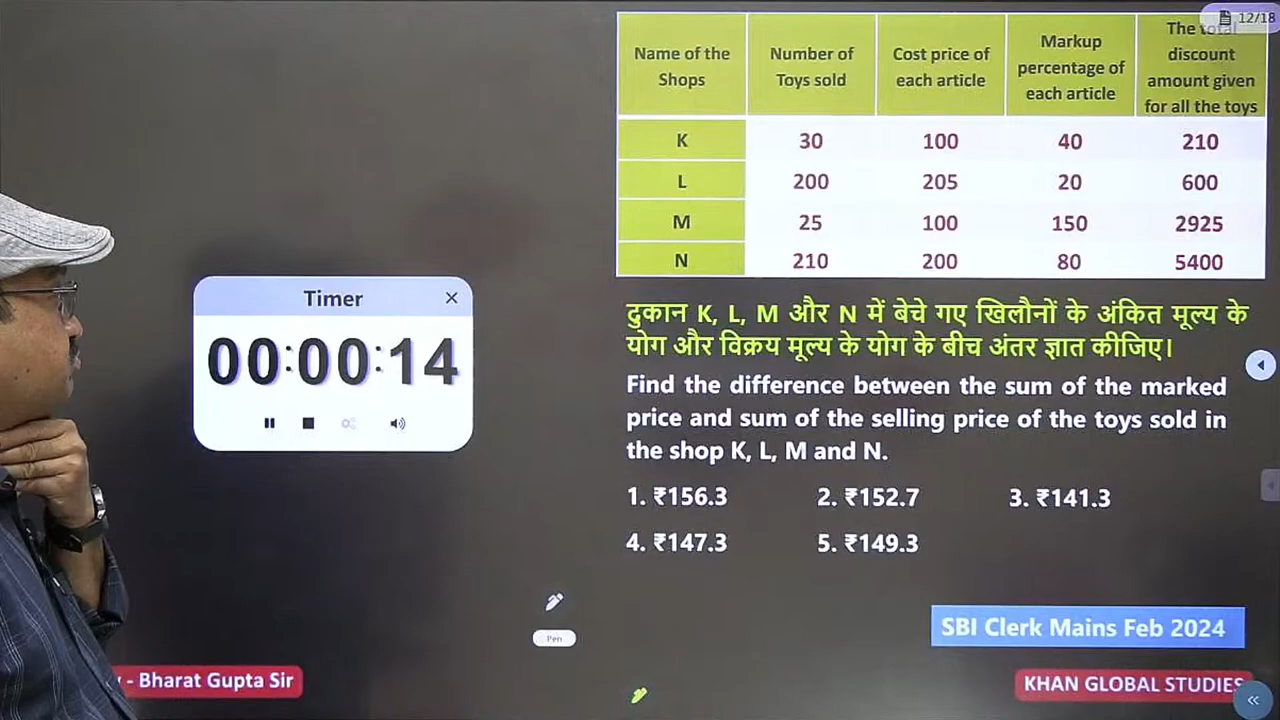 12/18
Name of the Shops | Number of Toys sold | Cost price of each article | Markup percentage of each article | The total discount amount given for all the toys
K | 30 | 100 | 40 | 210
L | 200 | 205 | 20 | 600
M | 25 | 100 | 150 | 2925
N | 210 | 200 | 80 | 5400
Timer
00:00:14
दुकान K, L, M और N में बेचे गए खिलौनों के अंकित मूल्य के
योग और विक्रय मूल्य के योग के बीच अंतर ज्ञात कीजिए।
Find the difference between the sum of the marked
price and sum of the selling price of the toys sold in
the shop K, L, M and N.
1. ₹156.3 2. ₹152.7 3. ₹141.3
4. ₹147.3 5. ₹149.3
Pen
SBI Clerk Mains Feb 2024
- Bharat Gupta Sir
KHAN GLOBAL STUDIES